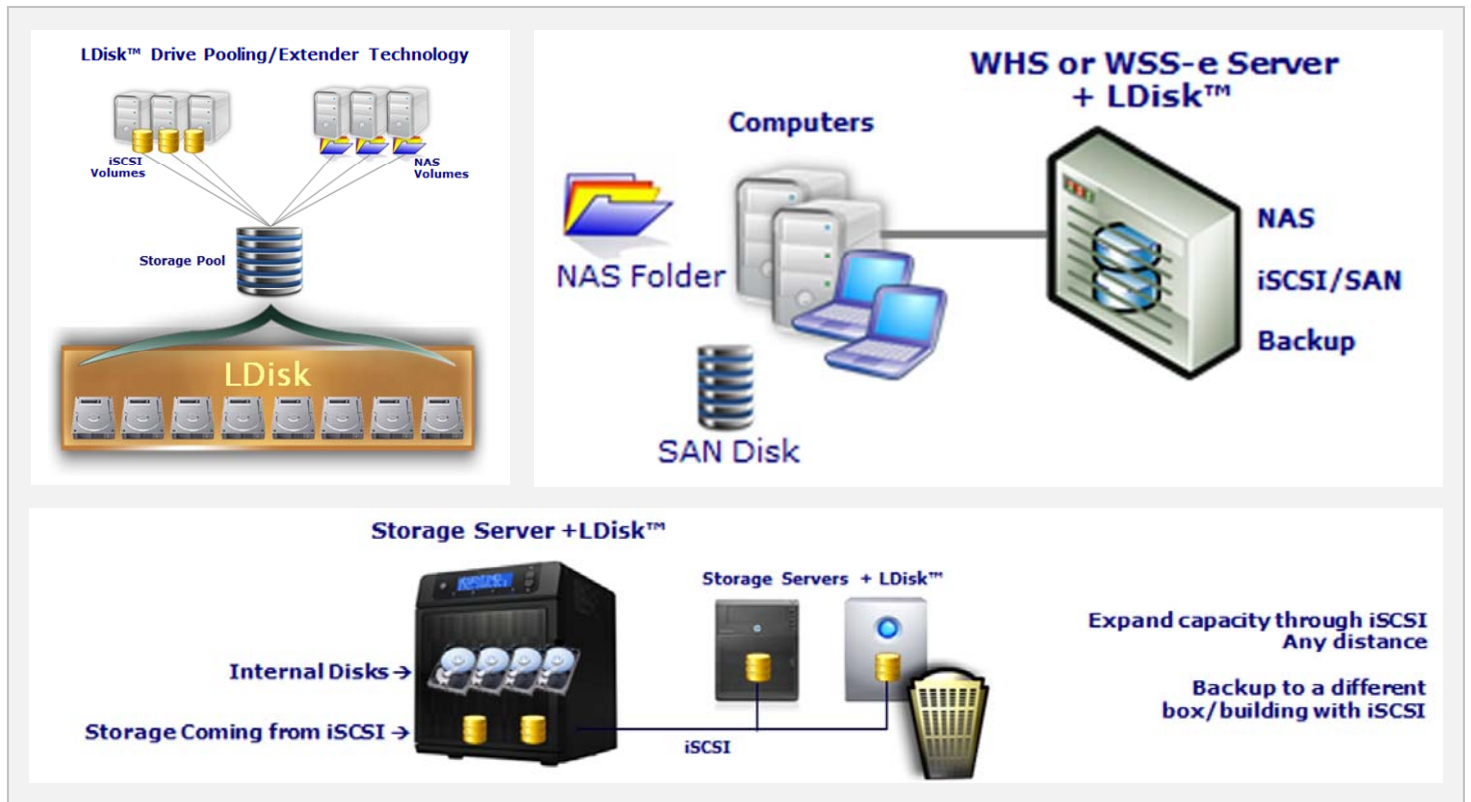 LDisk™ Drive Pooling/Extender Technology
iSCSI
Volumes
NAS
Volumes
Storage Pool
LDisk
WHS or WSS-e Server
+ LDisk™
Computers
NAS Folder
SAN Disk
NAS
iSCSI/SAN
Backup
Storage Server +LDisk™
Internal Disks →
Storage Coming from iSCSI →
Storage Servers + LDisk™
iSCSI
Expand capacity through iSCSI
Any distance
Backup to a different
box/building with iSCSI